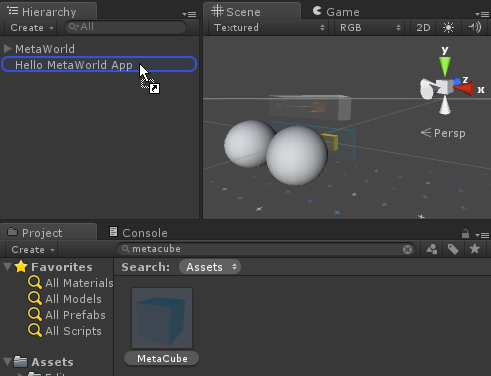 Hierarchy
Create
All
MetaWorld
Hello MetaWorld App
Scene
Game
Textured
RGB
2D
y
z
x
Persp
Project
Console
Create
metacube
Favorites
All Materials
All Models
All Prefabs
All Scripts
Assets
Search:
Assets
MetaCube